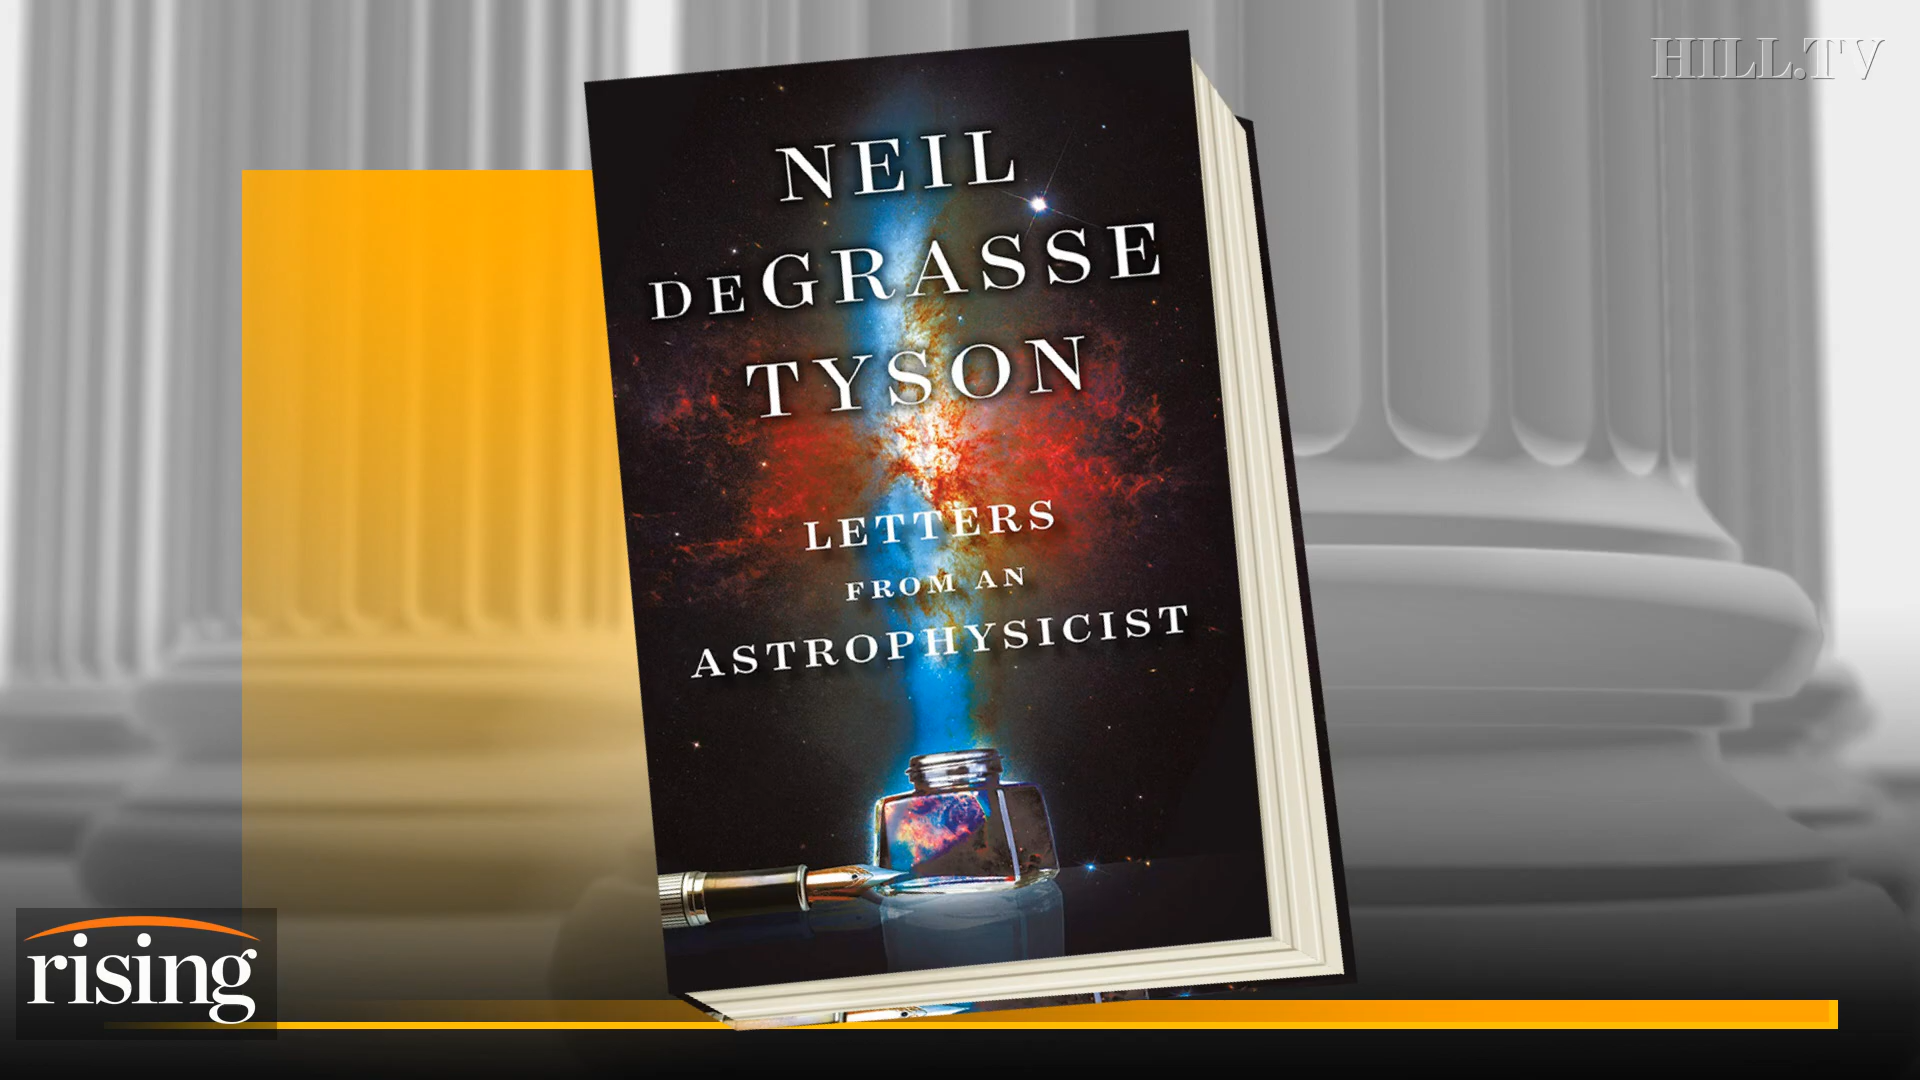 HILL.TV
NEIL
DEGRASSE
TYSON
LETTERS
FROM AN
ASTROPHYSICIST
rising